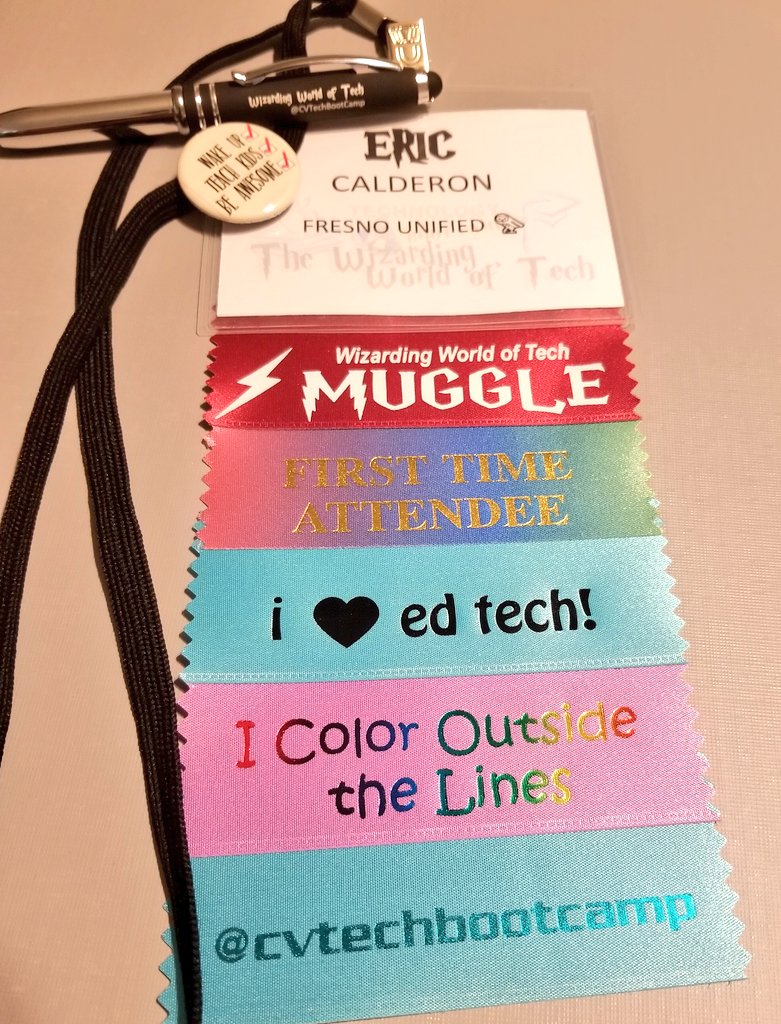 Wizarding World of Tech
@CVTechBootCamp
WAKE UP
TEACH KIDS
BE AWESOME
ERIC
CALDERON
FRESNO UNIFIED
The Wizarding
World of Tech
Wizarding World of Tech
MUGGLE
FIRST TIME
ATTENDEE
i ♥ ed tech!
I Color Outside
the Lines
@cvtechbootcamp